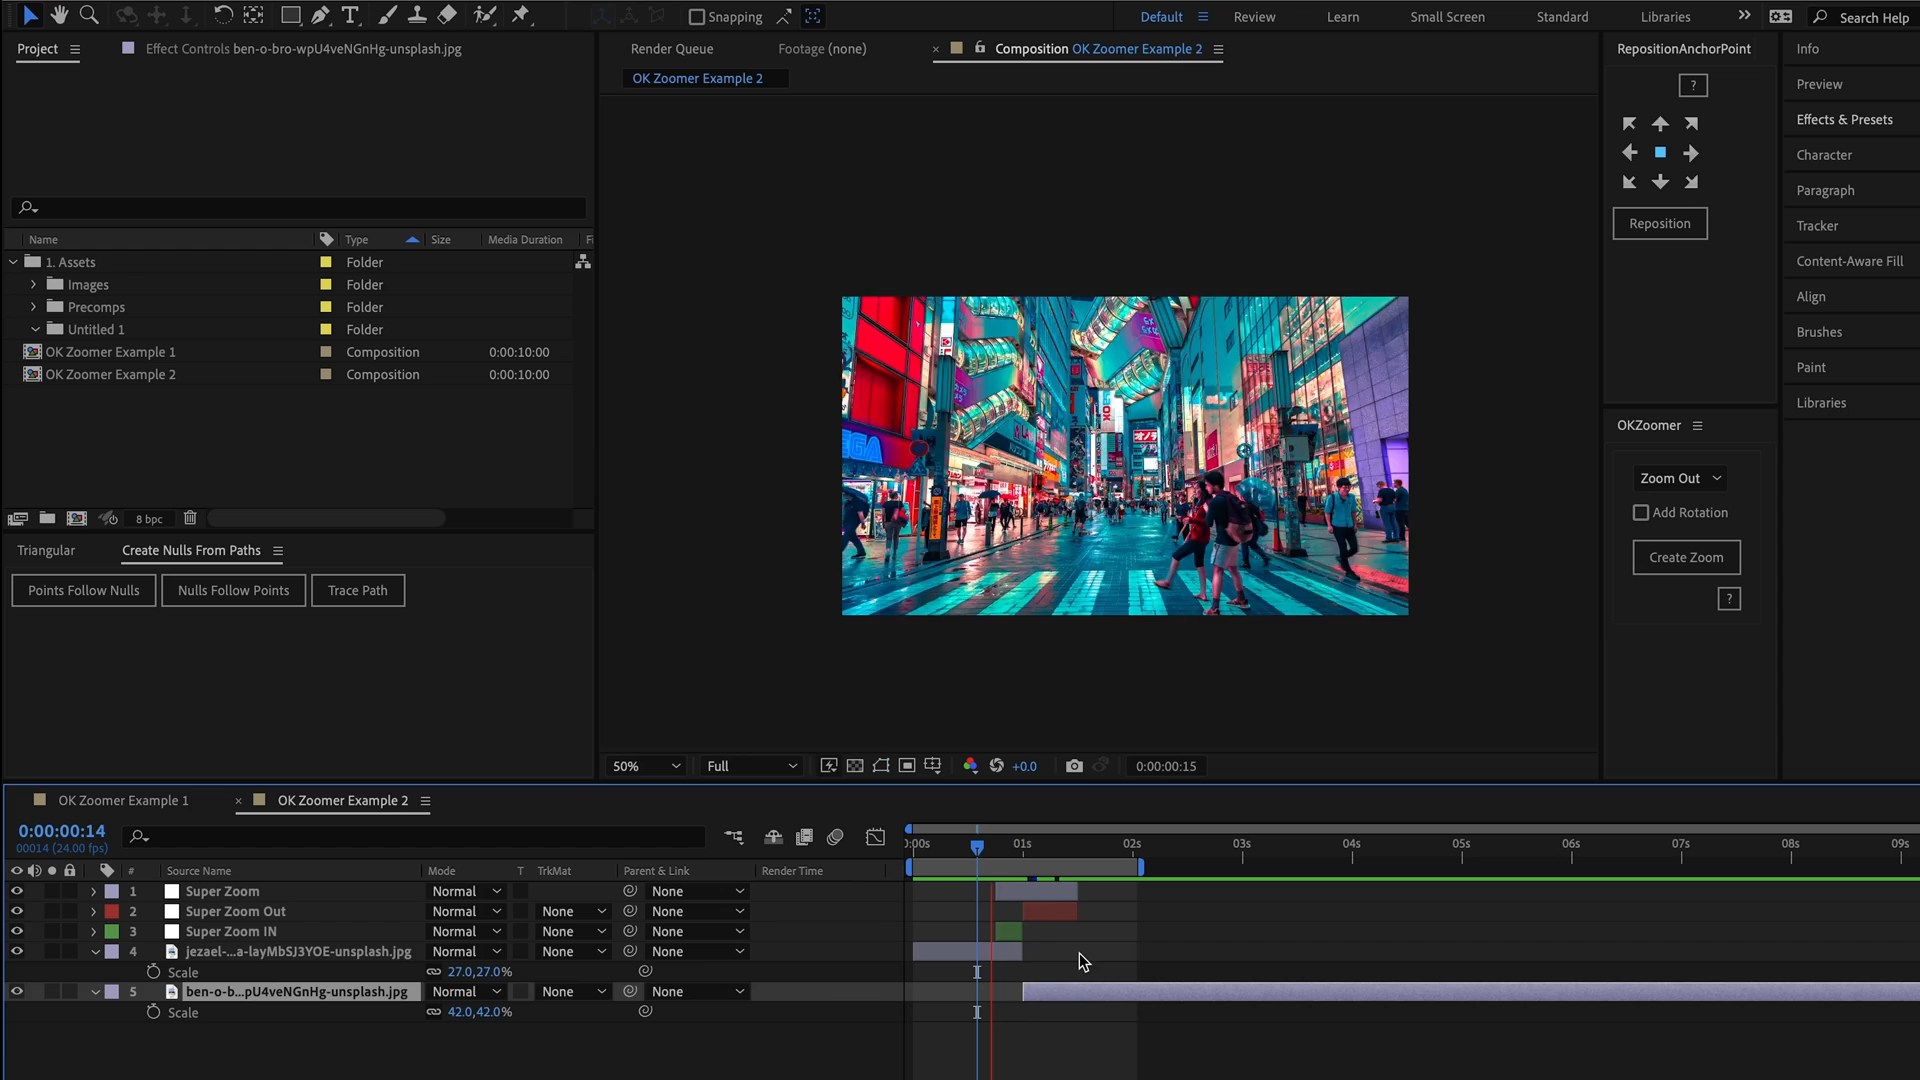 Snapping
Default
Review
Learn
Small Screen
Standard
Libraries
Search Help
Project
Effect Controls ben-o-bro-wpU4veNGnHg-unsplash.jpg
Render Queue
Footage (none)
Composition OK Zoomer Example 2
OK Zoomer Example 2
RepositionAnchorPoint
?
Reposition
Info
Preview
Effects & Presets
Character
Paragraph
Tracker
Content-Aware Fill
Align
Brushes
Paint
Libraries
Name Type Size Media Duration
1. Assets Folder
Images Folder
Precomps Folder
Untitled 1 Folder
OK Zoomer Example 1 Composition 0:00:10:00
OK Zoomer Example 2 Composition 0:00:10:00
8 bpc
Triangular
Create Nulls From Paths
Points Follow Nulls
Nulls Follow Points
Trace Path
OKZoomer
Zoom Out
Add Rotation
Create Zoom
?
50%
Full
+0.0
0:00:00:15
OK Zoomer Example 1
OK Zoomer Example 2
0:00:00:14
00014 (24.00 fps)
0:00s 01s 02s 03s 04s 05s 06s 07s 08s 09s
# Source Name Mode T TrkMat Parent & Link Render Time
1 Super Zoom Normal None
2 Super Zoom Out Normal None None
3 Super Zoom IN Normal None None
4 jezael-...a-layMbSJ3YOE-unsplash.jpg Normal None None
Scale 27.0,27.0%
5 ben-o-b...pU4veNGnHg-unsplash.jpg Normal None None
Scale 42.0,42.0%